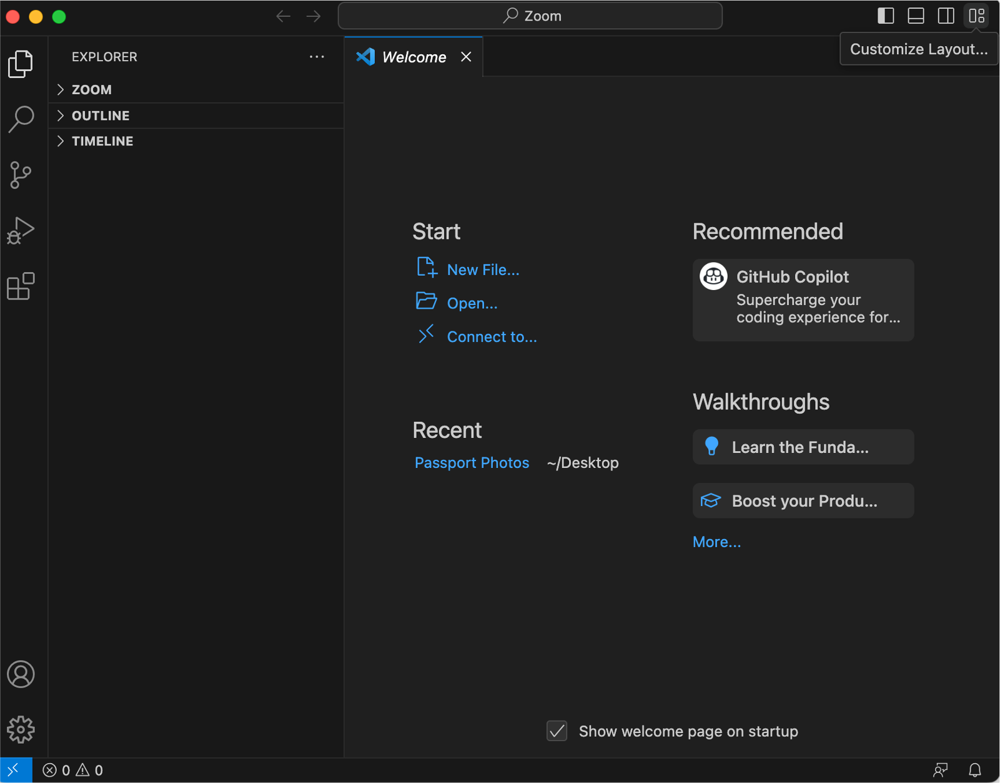 Zoom
Customize Layout...
EXPLORER
Welcome
ZOOM
OUTLINE
TIMELINE
Start
New File...
Open...
Connect to...
Recent
Passport Photos ~/Desktop
Recommended
GitHub Copilot
Supercharge your
coding experience for...
Walkthroughs
Learn the Funda...
Boost your Produ...
More...
Show welcome page on startup
0 0